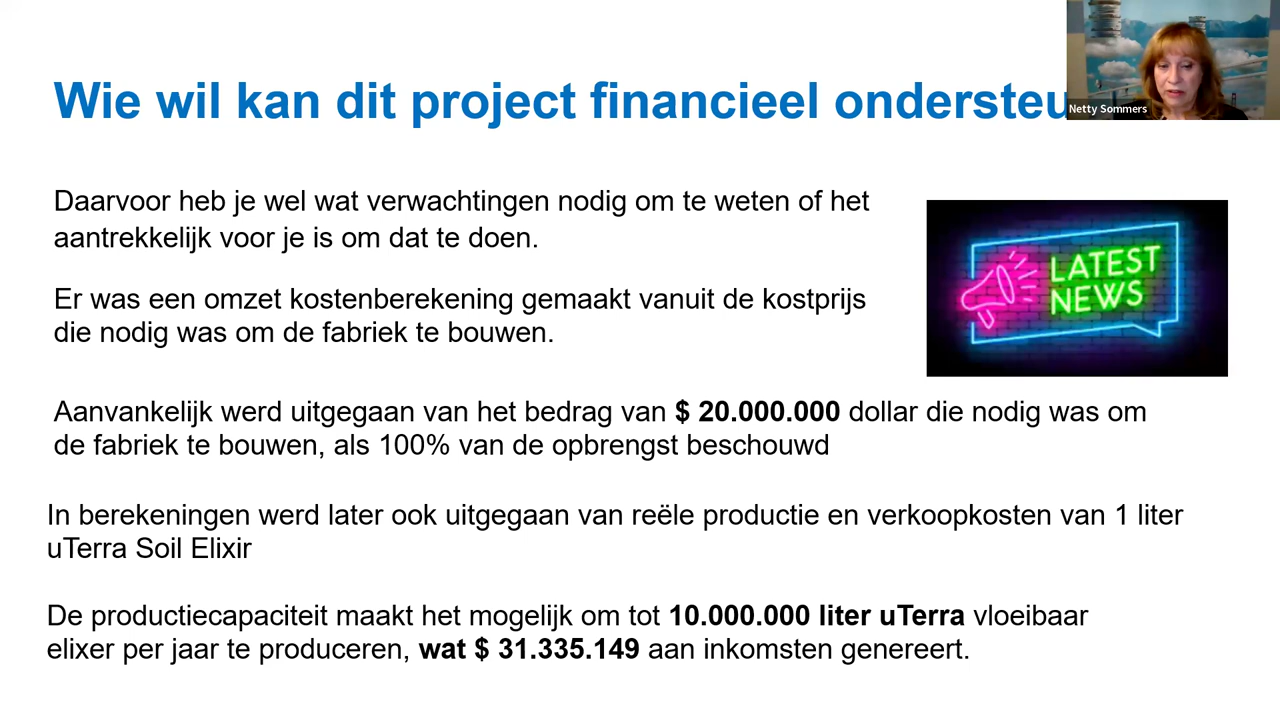 Wie wil kan dit project financieel ondersteu
Netty Sommers
Daarvoor heb je wel wat verwachtingen nodig om te weten of het
aantrekkelijk voor je is om dat te doen.
LATEST
NEWS
Er was een omzet kostenberekening gemaakt vanuit de kostprijs
die nodig was om de fabriek te bouwen.
Aanvankelijk werd uitgegaan van het bedrag van $ 20.000.000 dollar die nodig was om
de fabriek te bouwen, als 100% van de opbrengst beschouwd
In berekeningen werd later ook uitgegaan van reële productie en verkoopkosten van 1 liter
uTerra Soil Elixir
De productiecapaciteit maakt het mogelijk om tot 10.000.000 liter uTerra vloeibaar
elixer per jaar te produceren, wat $ 31.335.149 aan inkomsten genereert.